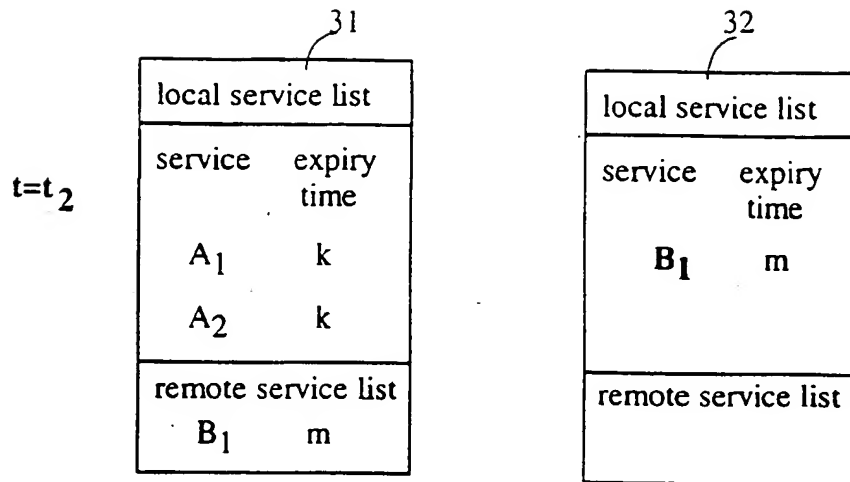 31
local service list
service expiry time
A1 k
A2 k
remote service list
B1 m
t=t2
32
local service list
service expiry time
B1 m
remote service list